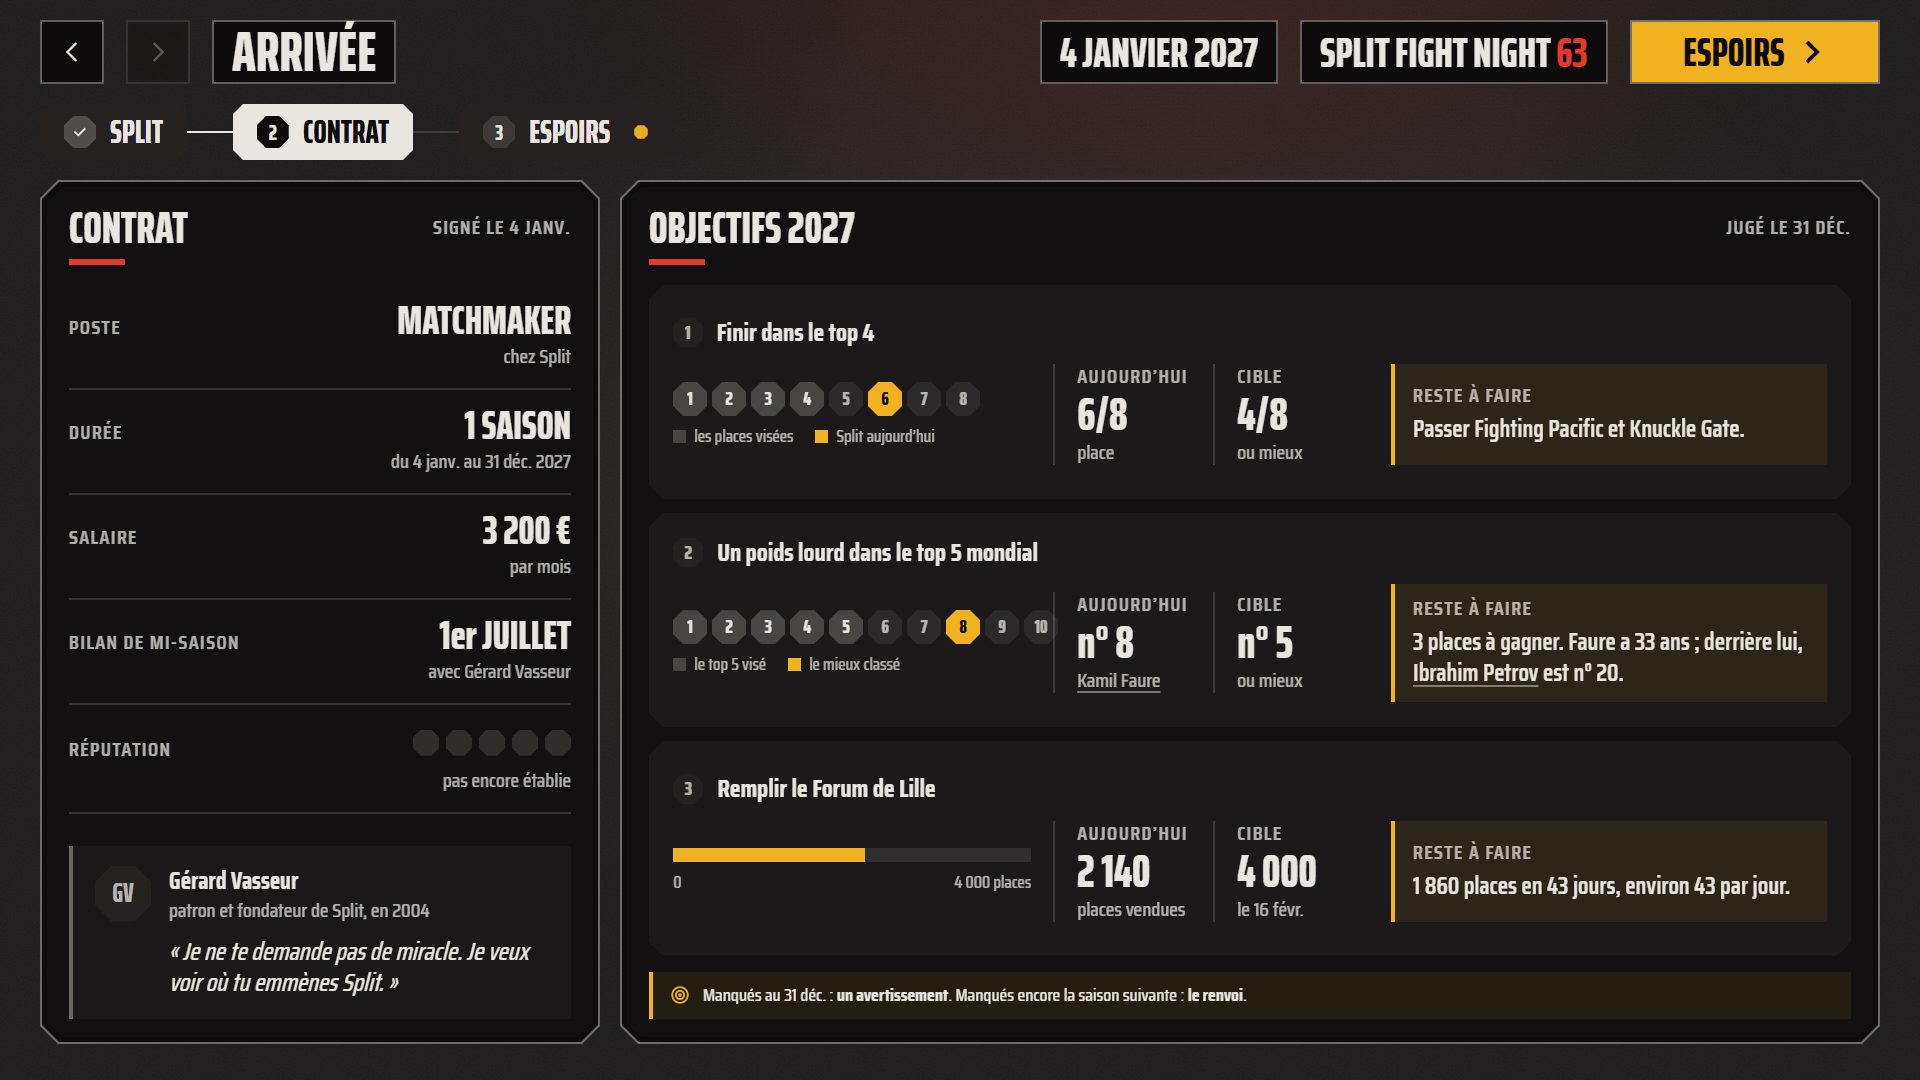 ARRIVÉE
4 JANVIER 2027
SPLIT FIGHT NIGHT 63
ESPOIRS
SPLIT
2 CONTRAT
3 ESPOIRS
CONTRAT
SIGNÉ LE 4 JANV.
POSTE
MATCHMAKER
chez Split
DURÉE
1 SAISON
du 4 janv. au 31 déc. 2027
SALAIRE
3 200 €
par mois
BILAN DE MI-SAISON
1er JUILLET
avec Gérard Vasseur
RÉPUTATION
pas encore établie
GV
Gérard Vasseur
patron et fondateur de Split, en 2004
« Je ne te demande pas de miracle. Je veux
voir où tu emmènes Split. »
OBJECTIFS 2027
JUGÉ LE 31 DÉC.
1 Finir dans le top 4
1 2 3 4 5 6 7 8
les places visées
Split aujourd’hui
AUJOURD’HUI
6/8
place
CIBLE
4/8
ou mieux
RESTE À FAIRE
Passer Fighting Pacific et Knuckle Gate.
2 Un poids lourd dans le top 5 mondial
1 2 3 4 5 6 7 8 9 10
le top 5 visé
le mieux classé
AUJOURD’HUI
n° 8
Kamil Faure
CIBLE
n° 5
ou mieux
RESTE À FAIRE
3 places à gagner. Faure a 33 ans ; derrière lui,
Ibrahim Petrov est n° 20.
3 Remplir le Forum de Lille
0
4 000 places
AUJOURD’HUI
2 140
places vendues
CIBLE
4 000
le 16 févr.
RESTE À FAIRE
1 860 places en 43 jours, environ 43 par jour.
Manqués au 31 déc. : un avertissement. Manqués encore la saison suivante : le renvoi.